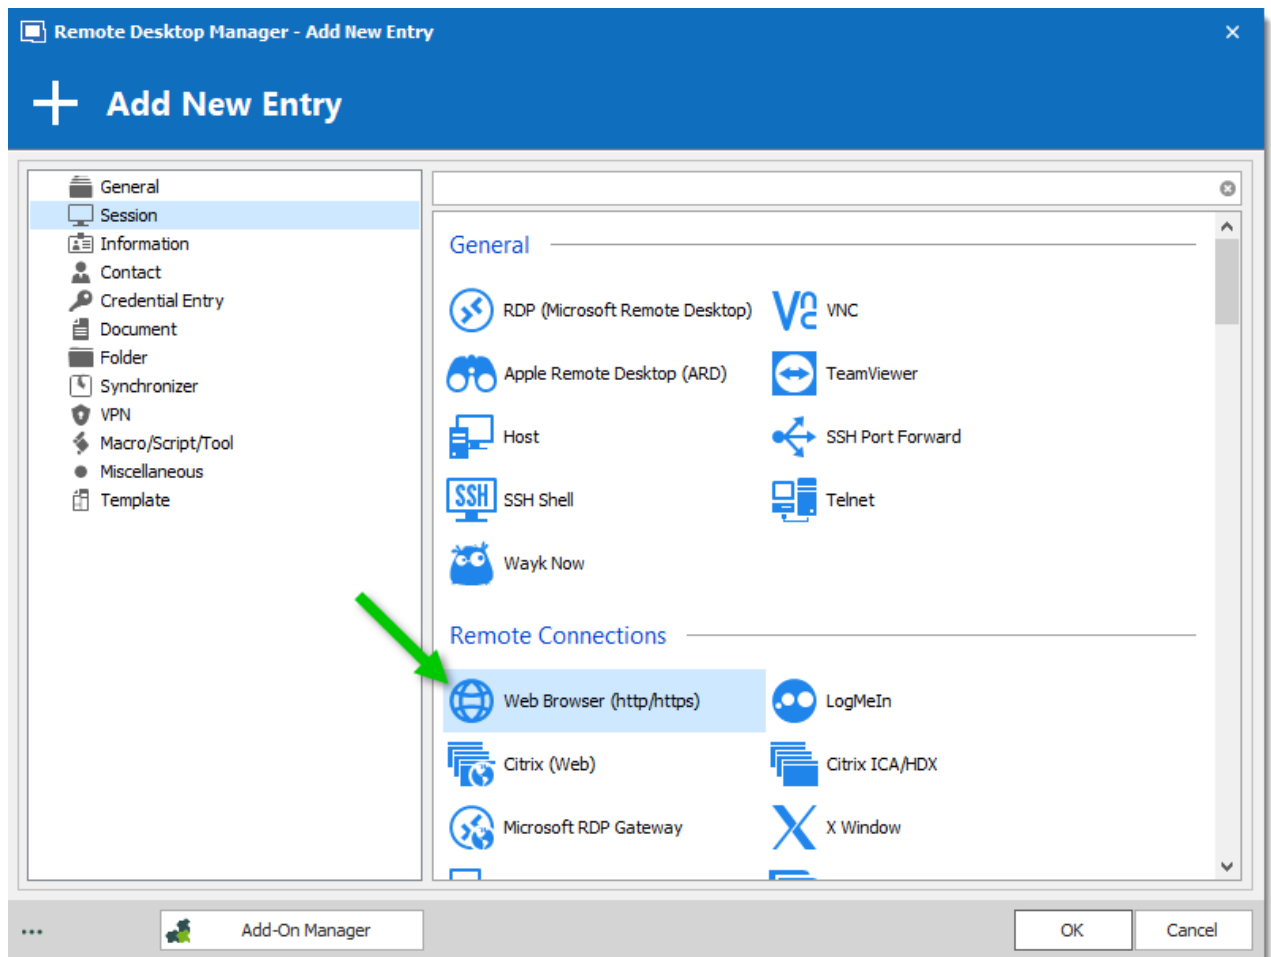 Remote Desktop Manager - Add New Entry
Add New Entry
General
Session
Information
Contact
Credential Entry
Document
Folder
Synchronizer
VPN
Macro/Script/Tool
Miscellaneous
Template
General
RDP (Microsoft Remote Desktop)
VNC
Apple Remote Desktop (ARD)
TeamViewer
Host
SSH Port Forward
SSH
SSH Shell
Telnet
Wayk Now
Remote Connections
Web Browser (http/https)
LogMeIn
Citrix (Web)
Citrix ICA/HDX
Microsoft RDP Gateway
X Window
... Add-On Manager
OK
Cancel